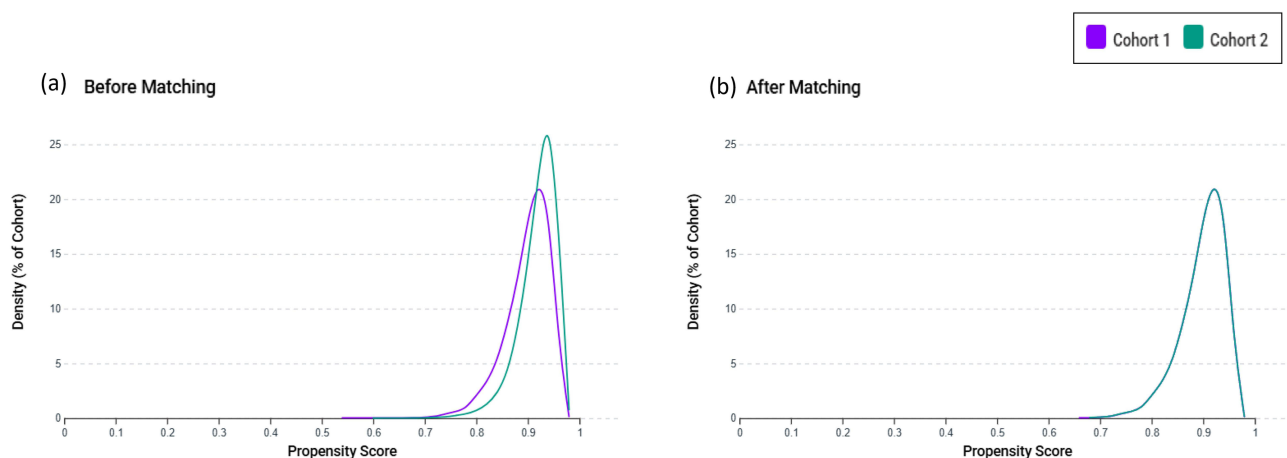 Cohort 1 Cohort 2
(a) Before Matching
25
20
15
10
5
0
Density (% of Cohort)
0 0.1 0.2 0.3 0.4 0.5 0.6 0.7 0.8 0.9 1
Propensity Score
(b) After Matching
25
20
15
10
5
0
Density (% of Cohort)
0 0.1 0.2 0.3 0.4 0.5 0.6 0.7 0.8 0.9 1
Propensity Score